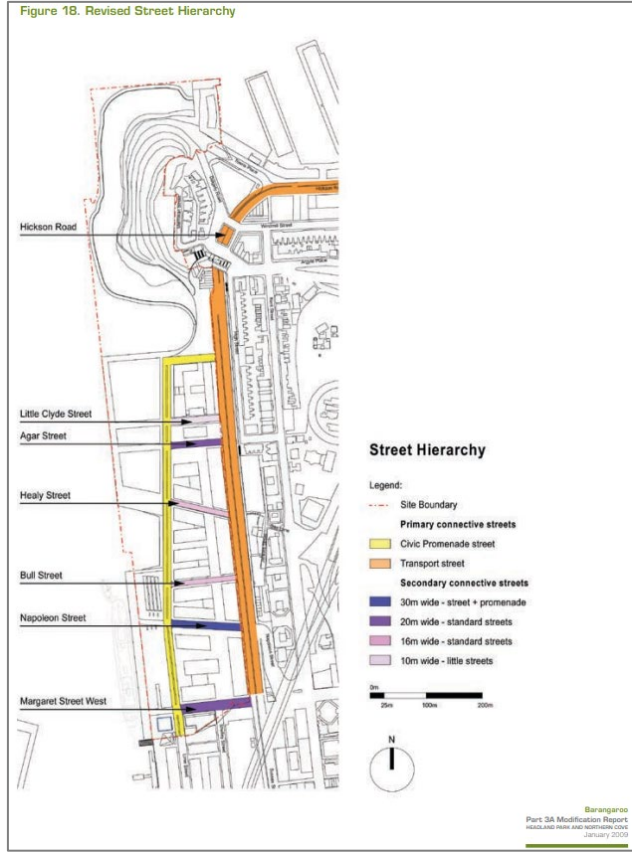 Figure 18. Revised Street Hierarchy
Hickson Road
Argyle Place
Little Clyde Street
Agar Street
Healy Street
Bull Street
Napoleon Street
Margaret Street West
Street Hierarchy
Legend:
Site Boundary
Primary connective streets
Civic Promenade street
Transport street
Secondary connective streets
30m wide - street + promenade
20m wide - standard streets
16m wide - standard streets
10m wide - little streets
0m
25m
100m
200m
N
Barangaroo
Part 3A Modification Report
HEADLAND PARK AND NORTHERN COVE
January 2009